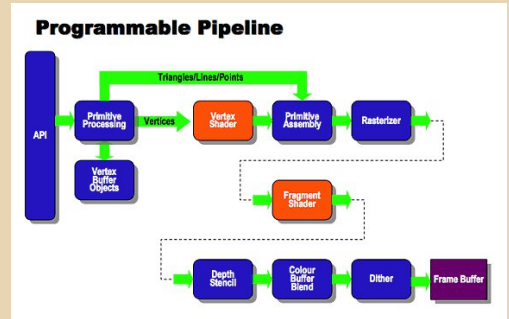 Programmable Pipeline
Triangles/Lines/Points
API
Primitive
Processing
Vertices
Vertex
Shader
Primitive
Assembly
Rasterizer
Vertex
Buffer
Objects
Fragment
Shader
Depth
Stencil
Colour
Buffer
Blend
Dither
Frame Buffer